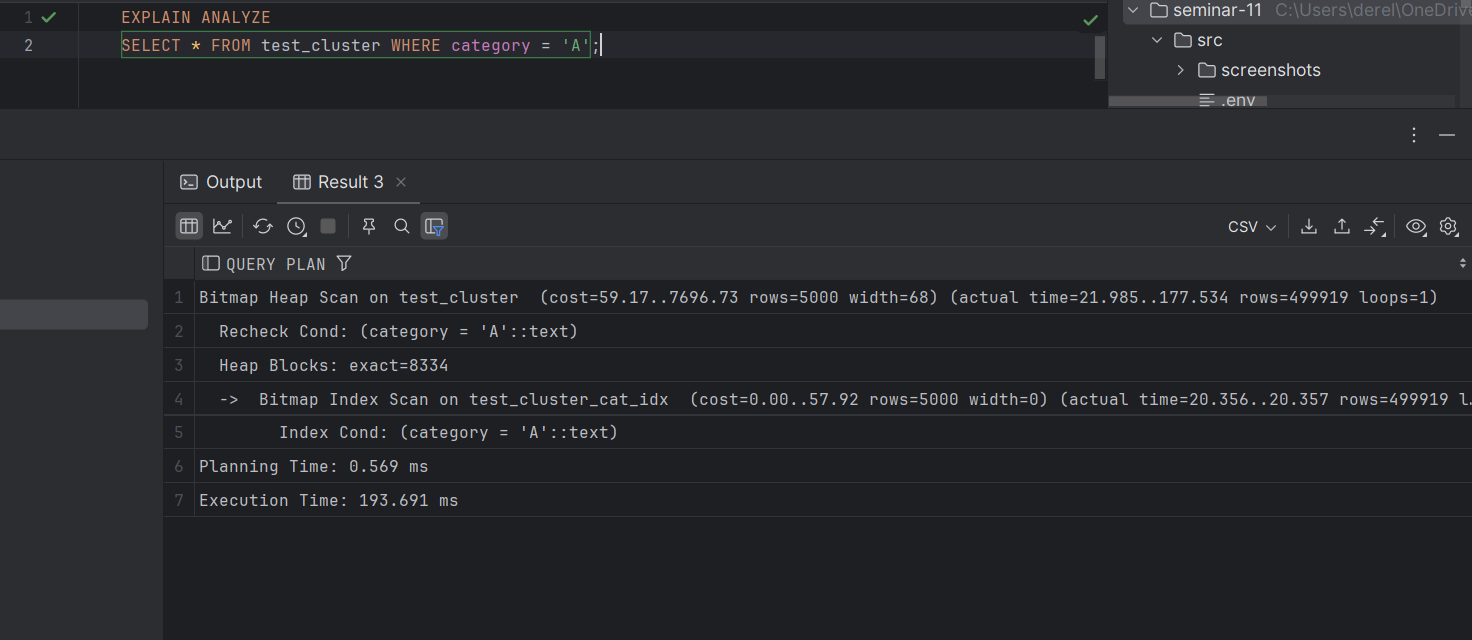 1 EXPLAIN ANALYZE
2 SELECT * FROM test_cluster WHERE category = 'A';
seminar-11 C:\Users\derel\OneDrive
src
screenshots
.env
Output Result 3
CSV
QUERY PLAN
1 Bitmap Heap Scan on test_cluster (cost=59.17..7696.73 rows=5000 width=68) (actual time=21.985..177.534 rows=499919 loops=1)
2 Recheck Cond: (category = 'A'::text)
3 Heap Blocks: exact=8334
4 -> Bitmap Index Scan on test_cluster_cat_idx (cost=0.00..57.92 rows=5000 width=0) (actual time=20.356..20.357 rows=499919 l…
5 Index Cond: (category = 'A'::text)
6 Planning Time: 0.569 ms
7 Execution Time: 193.691 ms